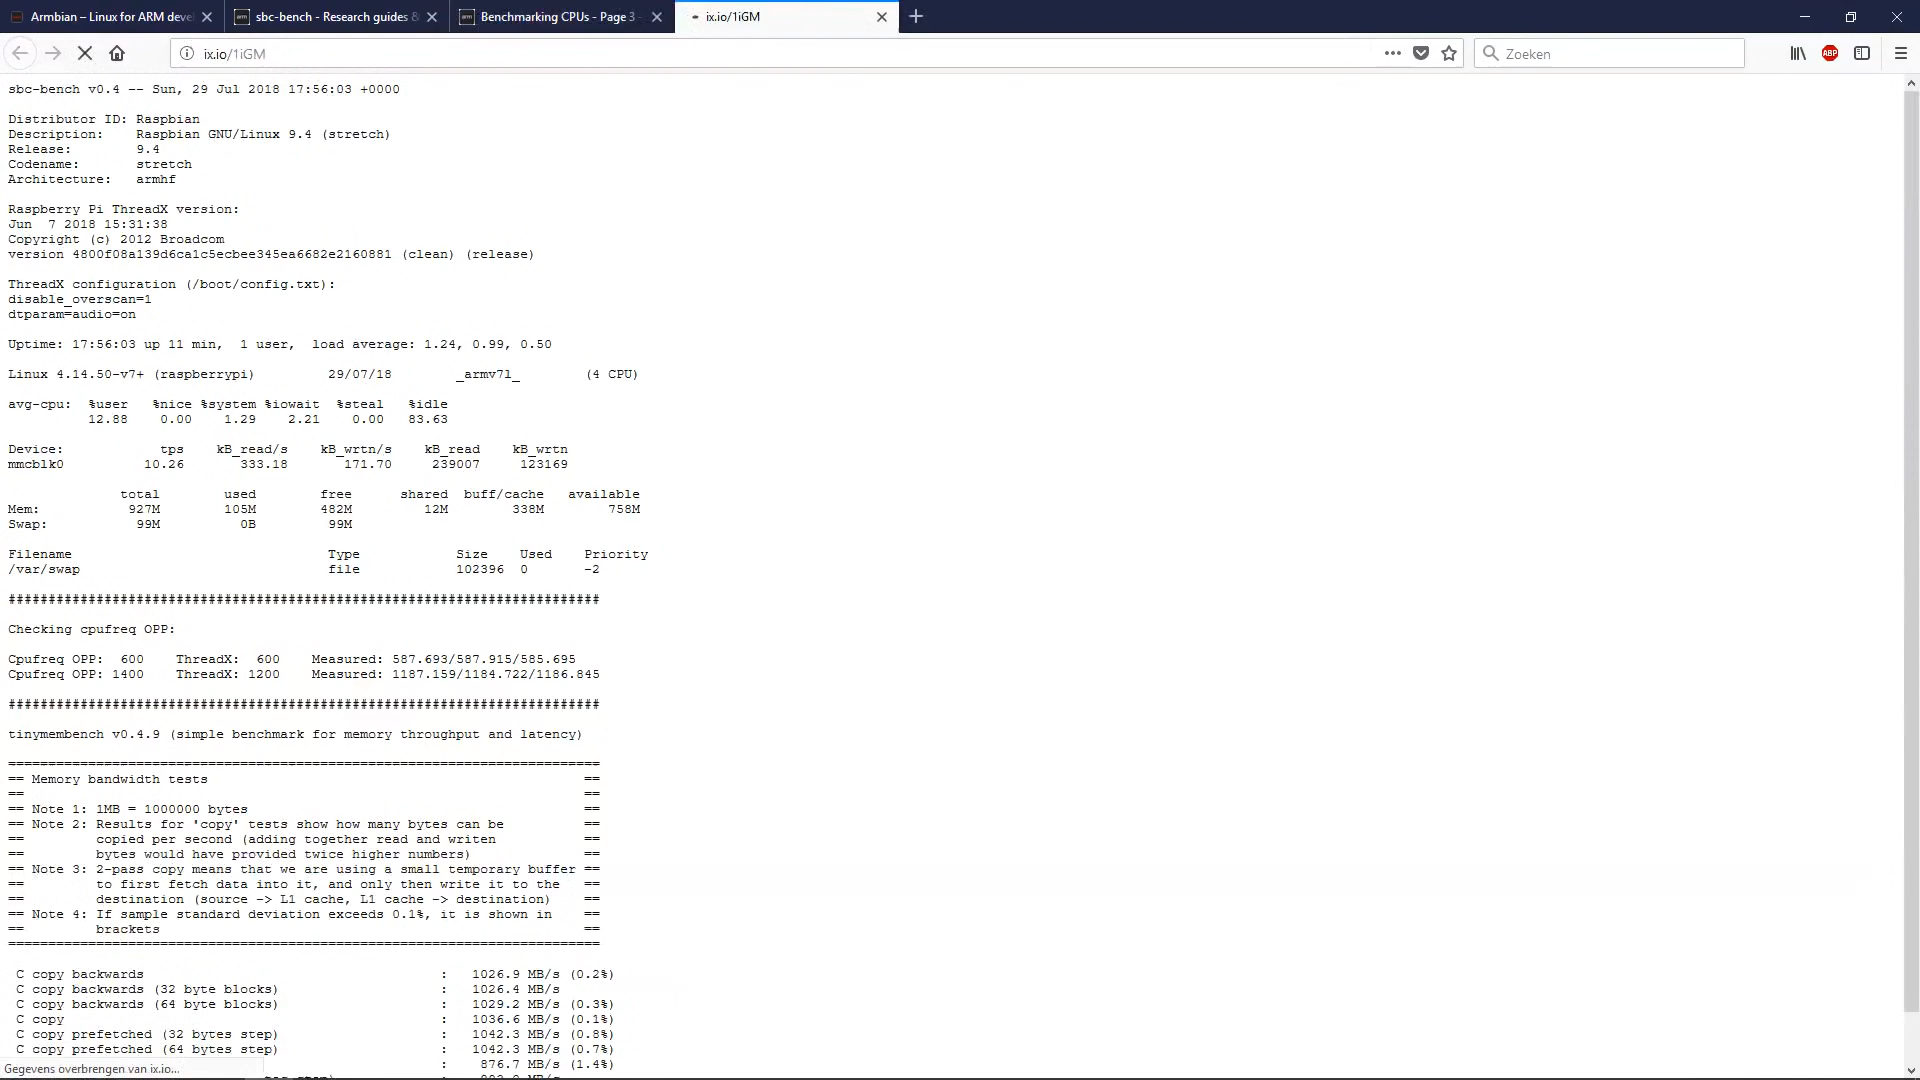 Armbian – Linux for ARM deve
sbc-bench - Research guides &
Benchmarking CPUs - Page 3 -
ix.io/1iGM
ix.io/1iGM
Zoeken
ABP
sbc-bench v0.4 -- Sun, 29 Jul 2018 17:56:03 +0000
Distributor ID: Raspbian
Description: Raspbian GNU/Linux 9.4 (stretch)
Release: 9.4
Codename: stretch
Architecture: armhf
Raspberry Pi ThreadX version:
Jun 7 2018 15:31:38
Copyright (c) 2012 Broadcom
version 4800f08a139d6ca1c5ecbee345ea6682e2160881 (clean) (release)
ThreadX configuration (/boot/config.txt):
disable_overscan=1
dtparam=audio=on
Uptime: 17:56:03 up 11 min, 1 user, load average: 1.24, 0.99, 0.50
Linux 4.14.50-v7+ (raspberrypi) 29/07/18 _armv7l_ (4 CPU)
avg-cpu: %user %nice %system %iowait %steal %idle
12.88 0.00 1.29 2.21 0.00 83.63
Device: tps kB_read/s kB_wrtn/s kB_read kB_wrtn
mmcblk0 10.26 333.18 171.70 239007 123169
total used free shared buff/cache available
Mem: 927M 105M 482M 12M 338M 758M
Swap: 99M 0B 99M
Filename Type Size Used Priority
/var/swap file 102396 0 -2
##########################################################################
Checking cpufreq OPP:
Cpufreq OPP: 600 ThreadX: 600 Measured: 587.693/587.915/585.695
Cpufreq OPP: 1400 ThreadX: 1200 Measured: 1187.159/1184.722/1186.845
##########################################################################
tinymembench v0.4.9 (simple benchmark for memory throughput and latency)
==========================================================================
== Memory bandwidth tests ==
== ==
== Note 1: 1MB = 1000000 bytes ==
== Note 2: Results for 'copy' tests show how many bytes can be ==
== copied per second (adding together read and writen ==
== bytes would have provided twice higher numbers) ==
== Note 3: 2-pass copy means that we are using a small temporary buffer ==
== to first fetch data into it, and only then write it to the ==
== destination (source -> L1 cache, L1 cache -> destination) ==
== Note 4: If sample standard deviation exceeds 0.1%, it is shown in ==
== brackets ==
==========================================================================
C copy backwards : 1026.9 MB/s (0.2%)
C copy backwards (32 byte blocks) : 1026.4 MB/s
C copy backwards (64 byte blocks) : 1029.2 MB/s (0.3%)
C copy : 1036.6 MB/s (0.1%)
C copy prefetched (32 bytes step) : 1042.3 MB/s (0.8%)
C copy prefetched (64 bytes step) : 1042.3 MB/s (0.7%)
: 876.7 MB/s (1.4%)
Gegevens overbrengen van ix.io...